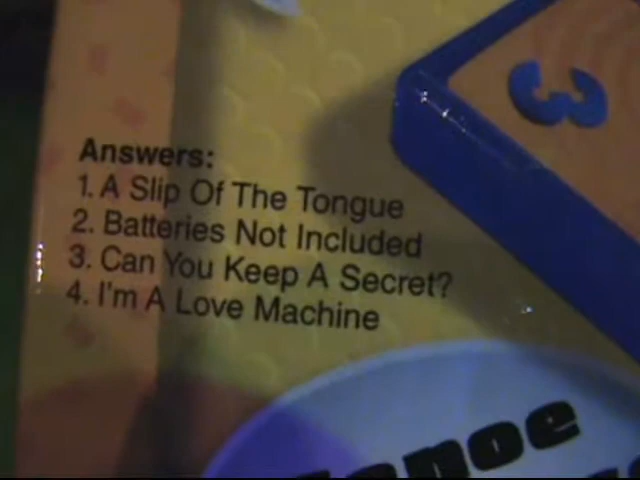 3
Answers:
1. A Slip Of The Tongue
2. Batteries Not Included
3. Can You Keep A Secret?
4. I'm A Love Machine